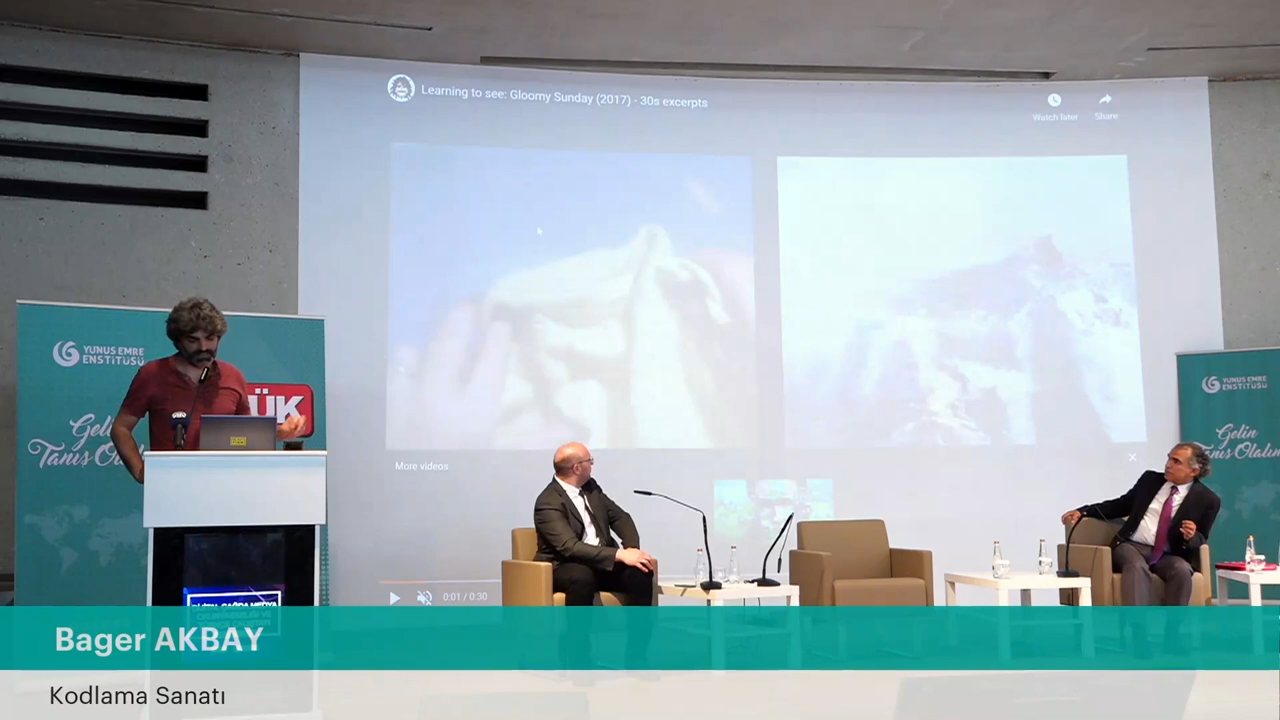 Learning to see: Gloomy Sunday (2017) - 30s excerpts
Watch later
Share
YUNUS EMRE
ENSTİTÜSÜ
ÜK
Gelin
Tanış Olalım
More videos
0:01 / 0:30
YUNUS EMRE
ENSTİTÜSÜ
Gelin
Tanış Olalım
Bager AKBAY
Kodlama Sanatı